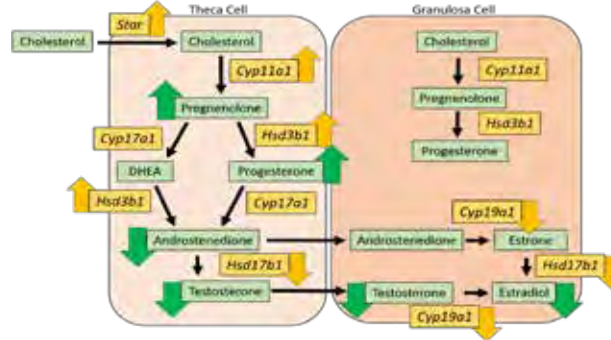 Theca Cell
Granulosa Cell
Star
Cholesterol
Cholesterol
Cholesterol
Cyp11a1
Cyp11a1
Pregnenolone
Pregnenolone
Cyp17a1
Hsd3b1
Hsd3b1
DHEA
Progesterone
Progesterone
Hsd3b1
Cyp17a1
Cyp19a1
Androstenedione
Androstenedione
Estrone
Hsd17b1
Hsd17b1
Testosterone
Testosterone
Estradiol
Cyp19a1